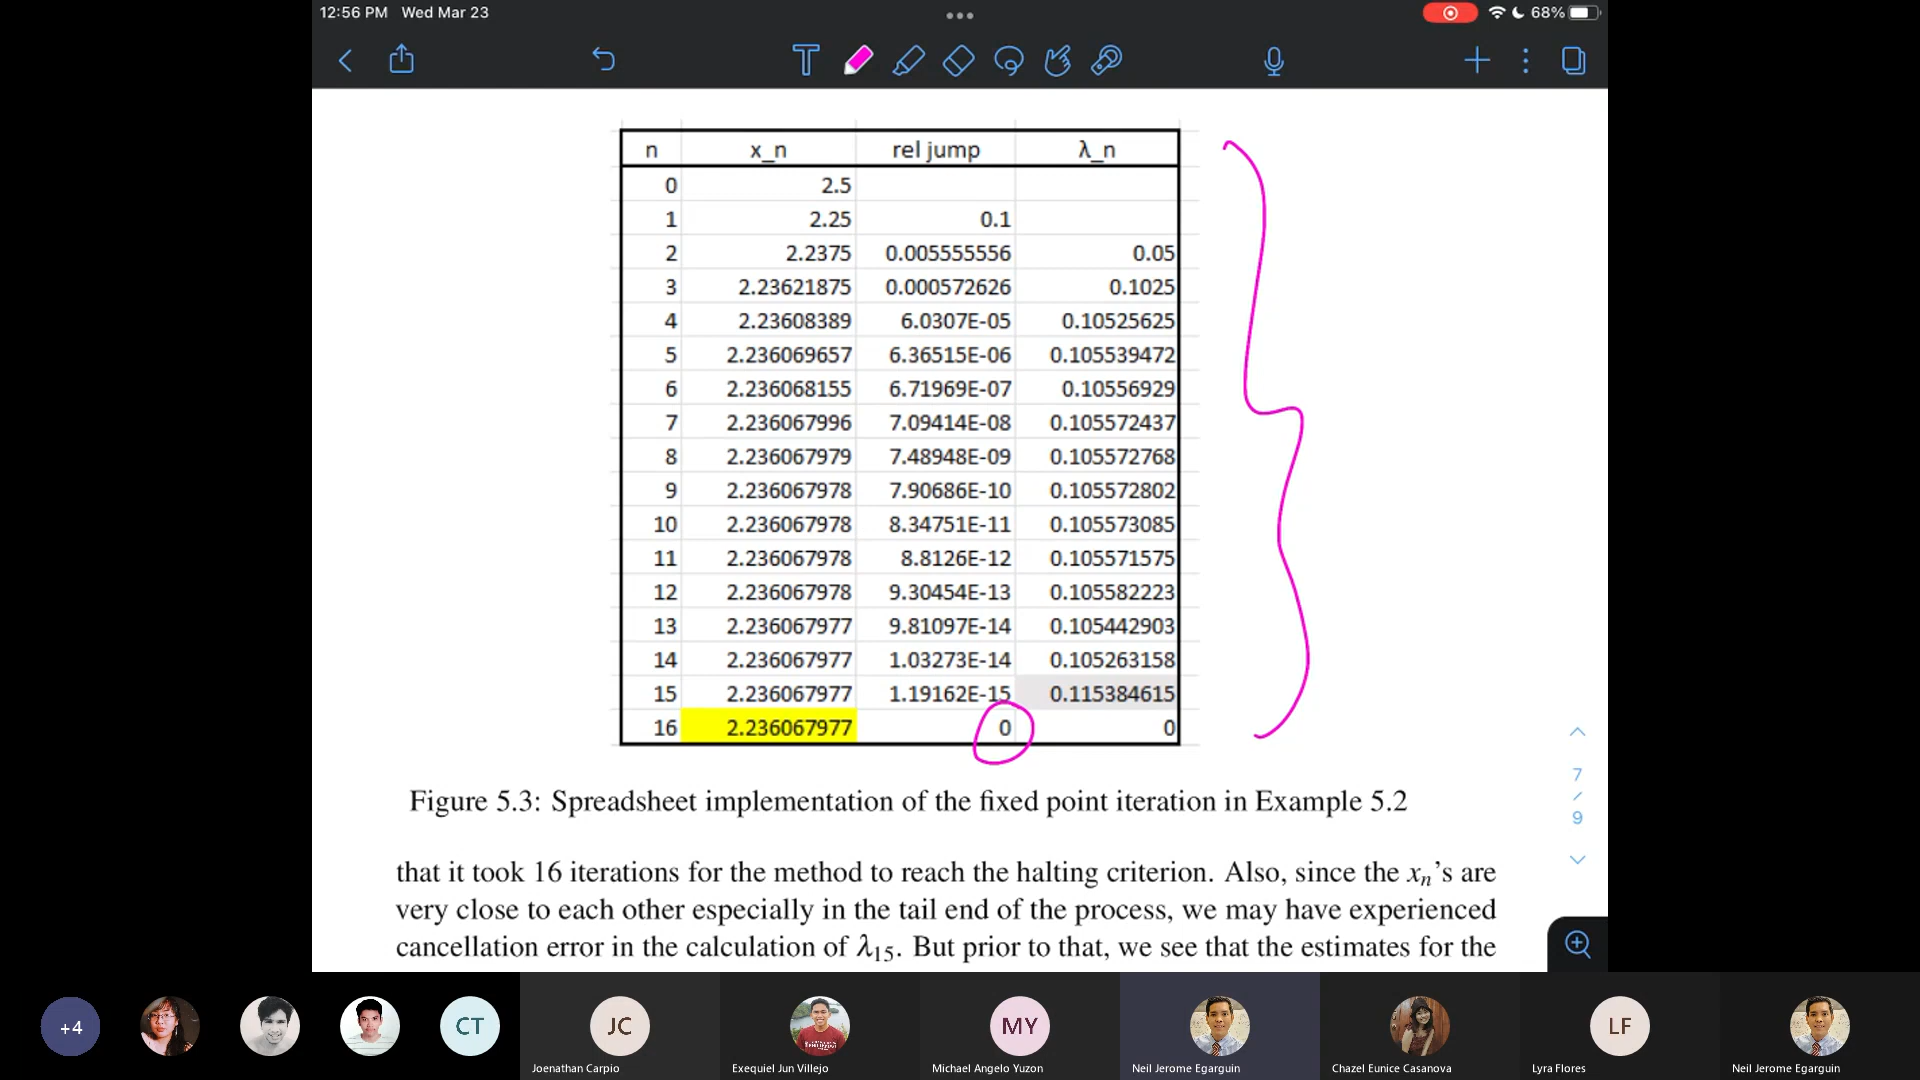 12:56 PM Wed Mar 23
68%
n x_n rel jump λ_n
0 2.5
1 2.25 0.1
2 2.2375 0.005555556 0.05
3 2.23621875 0.000572626 0.1025
4 2.23608389 6.0307E-05 0.10525625
5 2.236069657 6.36515E-06 0.105539472
6 2.236068155 6.71969E-07 0.10556929
7 2.236067996 7.09414E-08 0.105572437
8 2.236067979 7.48948E-09 0.105572768
9 2.236067978 7.90686E-10 0.105572802
10 2.236067978 8.34751E-11 0.105573085
11 2.236067978 8.8126E-12 0.105571575
12 2.236067978 9.30454E-13 0.105582223
13 2.236067977 9.81097E-14 0.105442903
14 2.236067977 1.03273E-14 0.105263158
15 2.236067977 1.19162E-15 0.115384615
16 2.236067977 0 0
7
/
9
Figure 5.3: Spreadsheet implementation of the fixed point iteration in Example 5.2
that it took 16 iterations for the method to reach the halting criterion. Also, since the xₙ’s are
very close to each other especially in the tail end of the process, we may have experienced
cancellation error in the calculation of λ₁₅. But prior to that, we see that the estimates for the
+4 CT JC MY LF
Joenathan Carpio Exequiel Jun Villejo Michael Angelo Yuzon Neil Jerome Egarguin Chazel Eunice Casanova Lyra Flores Neil Jerome Egarguin